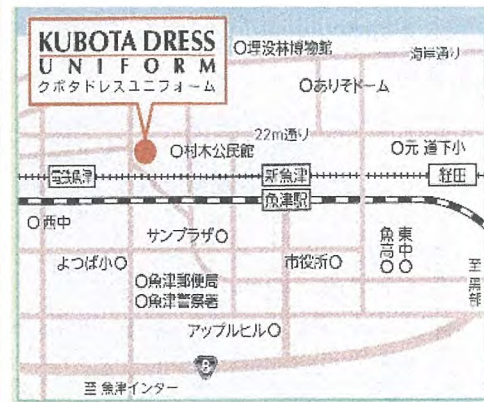 KUBOTA DRESS
UNIFORM
クボタドレスユニフォーム
埋没林博物館
海岸通り
ありそドーム
22m通り
村木公民館
元 道下小
電鉄魚津
新魚津
経田
魚津駅
西中
サンプラザ
東中
魚高
よつば小
市役所
至 黒部
魚津郵便局
魚津警察署
アップルヒル
8
至 魚津インター